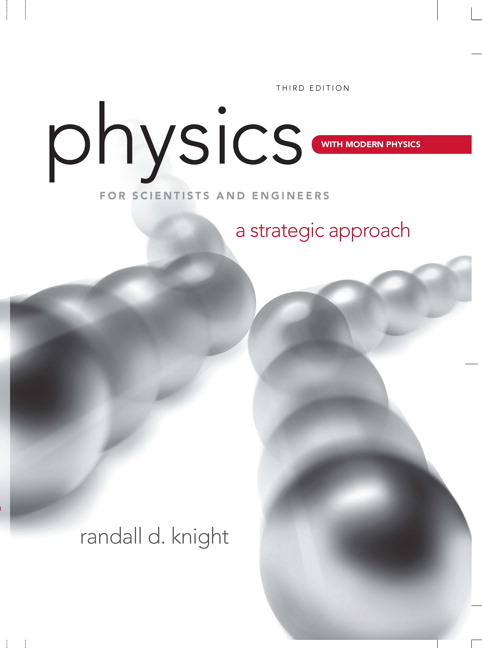 THIRD EDITION
physics
WITH MODERN PHYSICS
FOR SCIENTISTS AND ENGINEERS
a strategic approach
randall d. knight